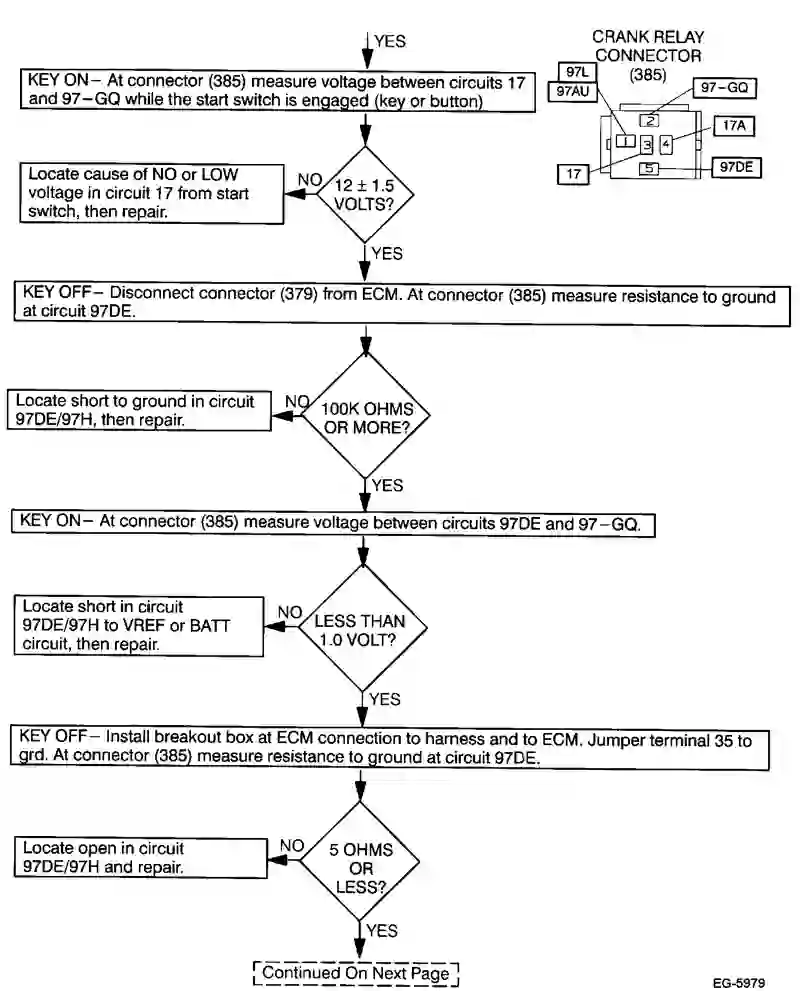 YES
CRANK RELAY
CONNECTOR
(385)
97L
97AU
97–GQ
17A
97DE
17
1
2
3
4
5
KEY ON– At connector (385) measure voltage between circuits 17
and 97–GQ while the start switch is engaged (key or button)
12 ± 1.5
VOLTS?
NO
Locate cause of NO or LOW
voltage in circuit 17 from start
switch, then repair.
YES
KEY OFF– Disconnect connector (379) from ECM. At connector (385) measure resistance to ground
at circuit 97DE.
100K OHMS
OR MORE?
NO
Locate short to ground in circuit
97DE/97H, then repair.
YES
KEY ON– At connector (385) measure voltage between circuits 97DE and 97–GQ.
LESS THAN
1.0 VOLT?
NO
Locate short in circuit
97DE/97H to VREF or BATT
circuit, then repair.
YES
KEY OFF– Install breakout box at ECM connection to harness and to ECM. Jumper terminal 35 to
grd. At connector (385) measure resistance to ground at circuit 97DE.
5 OHMS
OR
LESS?
NO
Locate open in circuit
97DE/97H and repair.
YES
Continued On Next Page
EG-5979